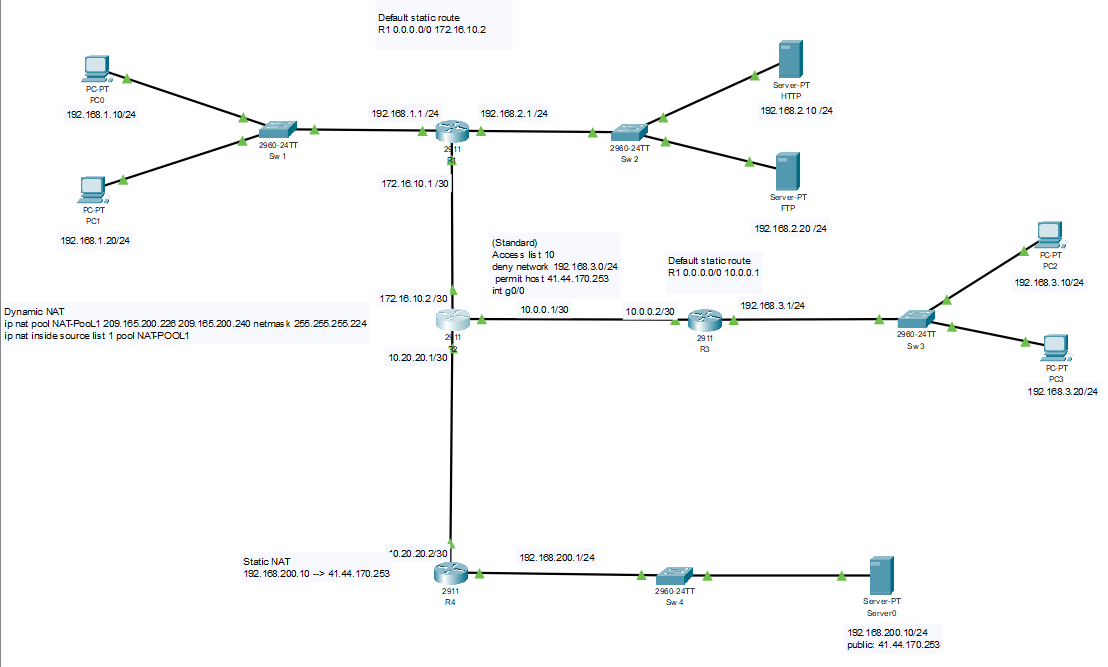 Default static route
R1 0.0.0.0/0 172.16.10.2
PC-PT
PC0
192.168.1.10/24
Server-PT
HTTP
192.168.2.10 /24
192.168.1.1 /24
192.168.2.1 /24
2960-24TT
Sw 1
2911
R1
2960-24TT
Sw 2
172.16.10.1 /30
PC-PT
PC1
192.168.1.20/24
Server-PT
FTP
192.168.2.20 /24
(Standard)
Access list 10
deny network 192.168.3.0/24
permit host 41.44.170.253
int g0/0
Default static route
R1 0.0.0.0/0 10.0.0.1
PC-PT
PC2
192.168.3.10/24
172.16.10.2 /30
10.0.0.1/30
10.0.0.2/30
192.168.3.1/24
Dynamic NAT
ip nat pool NAT-PooL1 209.165.200.226 209.165.200.240 netmask 255.255.255.224
ip nat inside source list 1 pool NAT-POOL1
2911
R2
2911
R3
2960-24TT
Sw3
10.20.20.1/30
PC-PT
PC3
192.168.3.20/24
10.20.20.2/30
192.168.200.1/24
Static NAT
192.168.200.10 --> 41.44.170.253
2911
R4
2960-24TT
Sw 4
Server-PT
Server0
192.168.200.10/24
public: 41.44.170.253